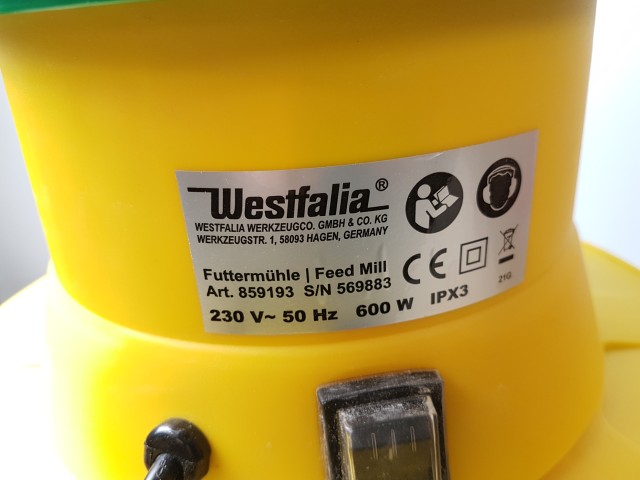 Westfalia®
WESTFALIA WERKZEUGCO. GMBH & CO. KG
WERKZEUGSTR. 1, 58093 HAGEN, GERMANY
Futtermühle | Feed Mill
Art. 859193 S/N 569883
230 V~ 50 Hz 600 W IPX3
CE
21G